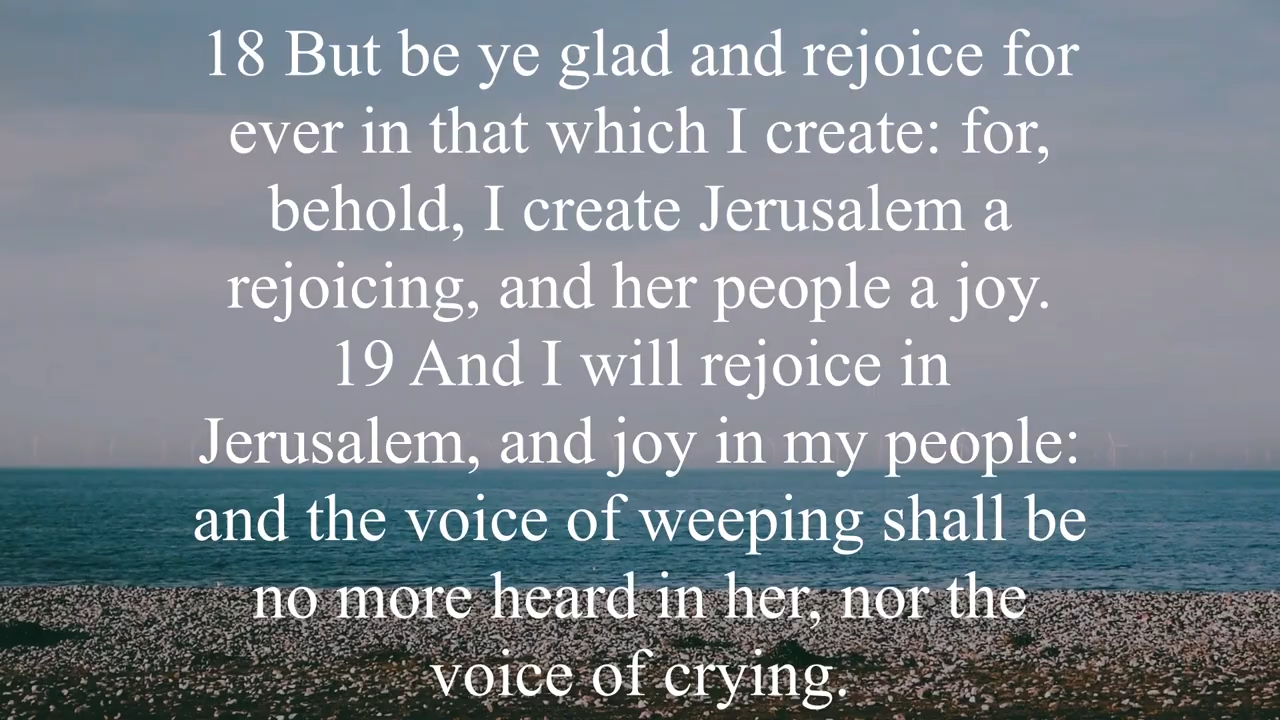 18 But be ye glad and rejoice for
ever in that which I create: for,
behold, I create Jerusalem a
rejoicing, and her people a joy.
19 And I will rejoice in
Jerusalem, and joy in my people:
and the voice of weeping shall be
no more heard in her, nor the
voice of crying.